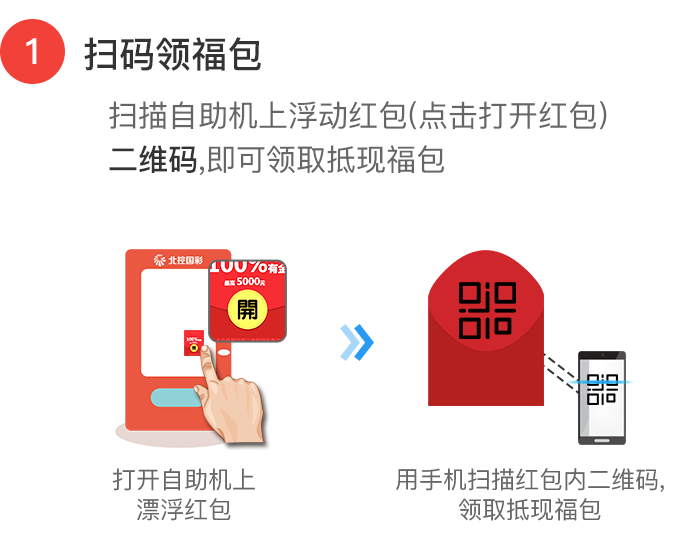 1 扫码领福包
扫描自助机上浮动红包(点击打开红包)
二维码,即可领取抵现福包
北控国彩
100%有金
最高 5000元
開
100%
打开自助机上
漂浮红包
用手机扫描红包内二维码,
领取抵现福包